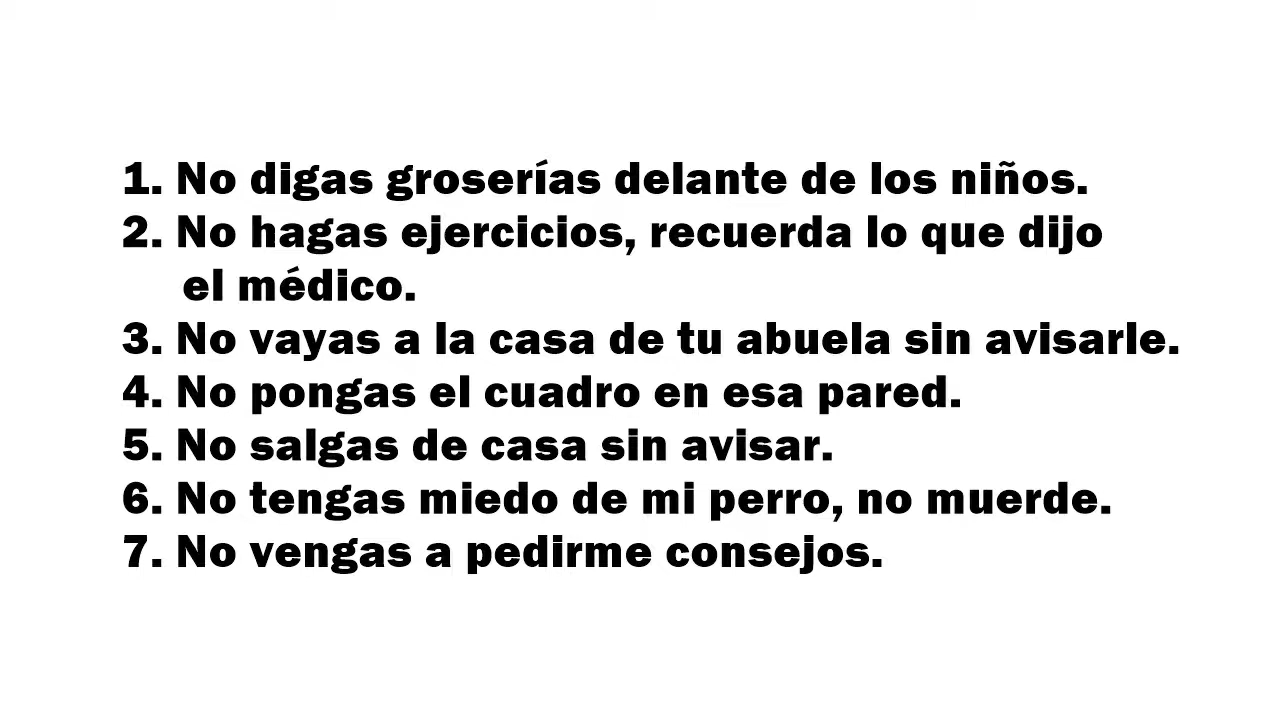 1. No digas groserías delante de los niños.
2. No hagas ejercicios, recuerda lo que dijo
el médico.
3. No vayas a la casa de tu abuela sin avisarle.
4. No pongas el cuadro en esa pared.
5. No salgas de casa sin avisar.
6. No tengas miedo de mi perro, no muerde.
7. No vengas a pedirme consejos.